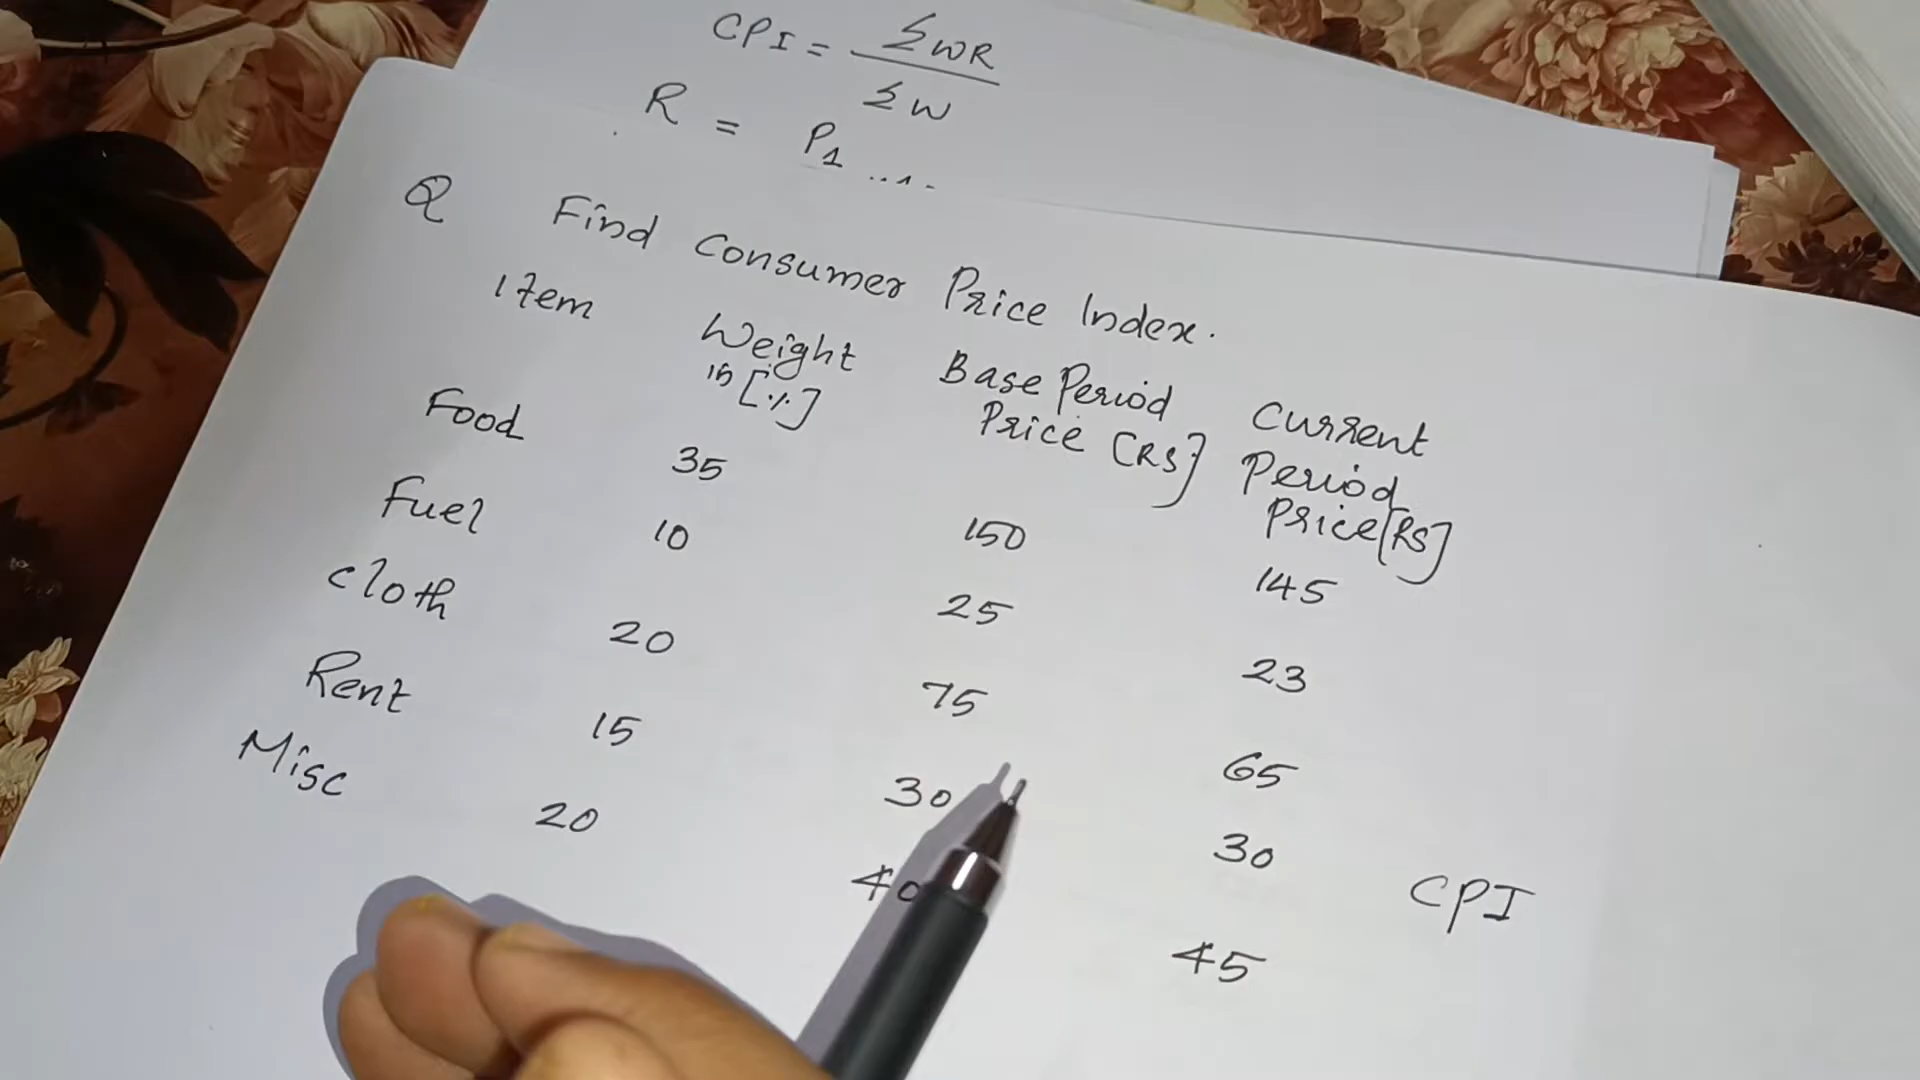 CPI = ΣWR
ΣW
R = P1 ....
Q Find Consumer Price Index.
Item Weight Base Period Current
in [%] Price [RS] Period
Price [RS]
Food 35 150 145
Fuel 10 25 23
Cloth 20 75 65
Rent 15 30 30
Misc 20 40 45
CPI